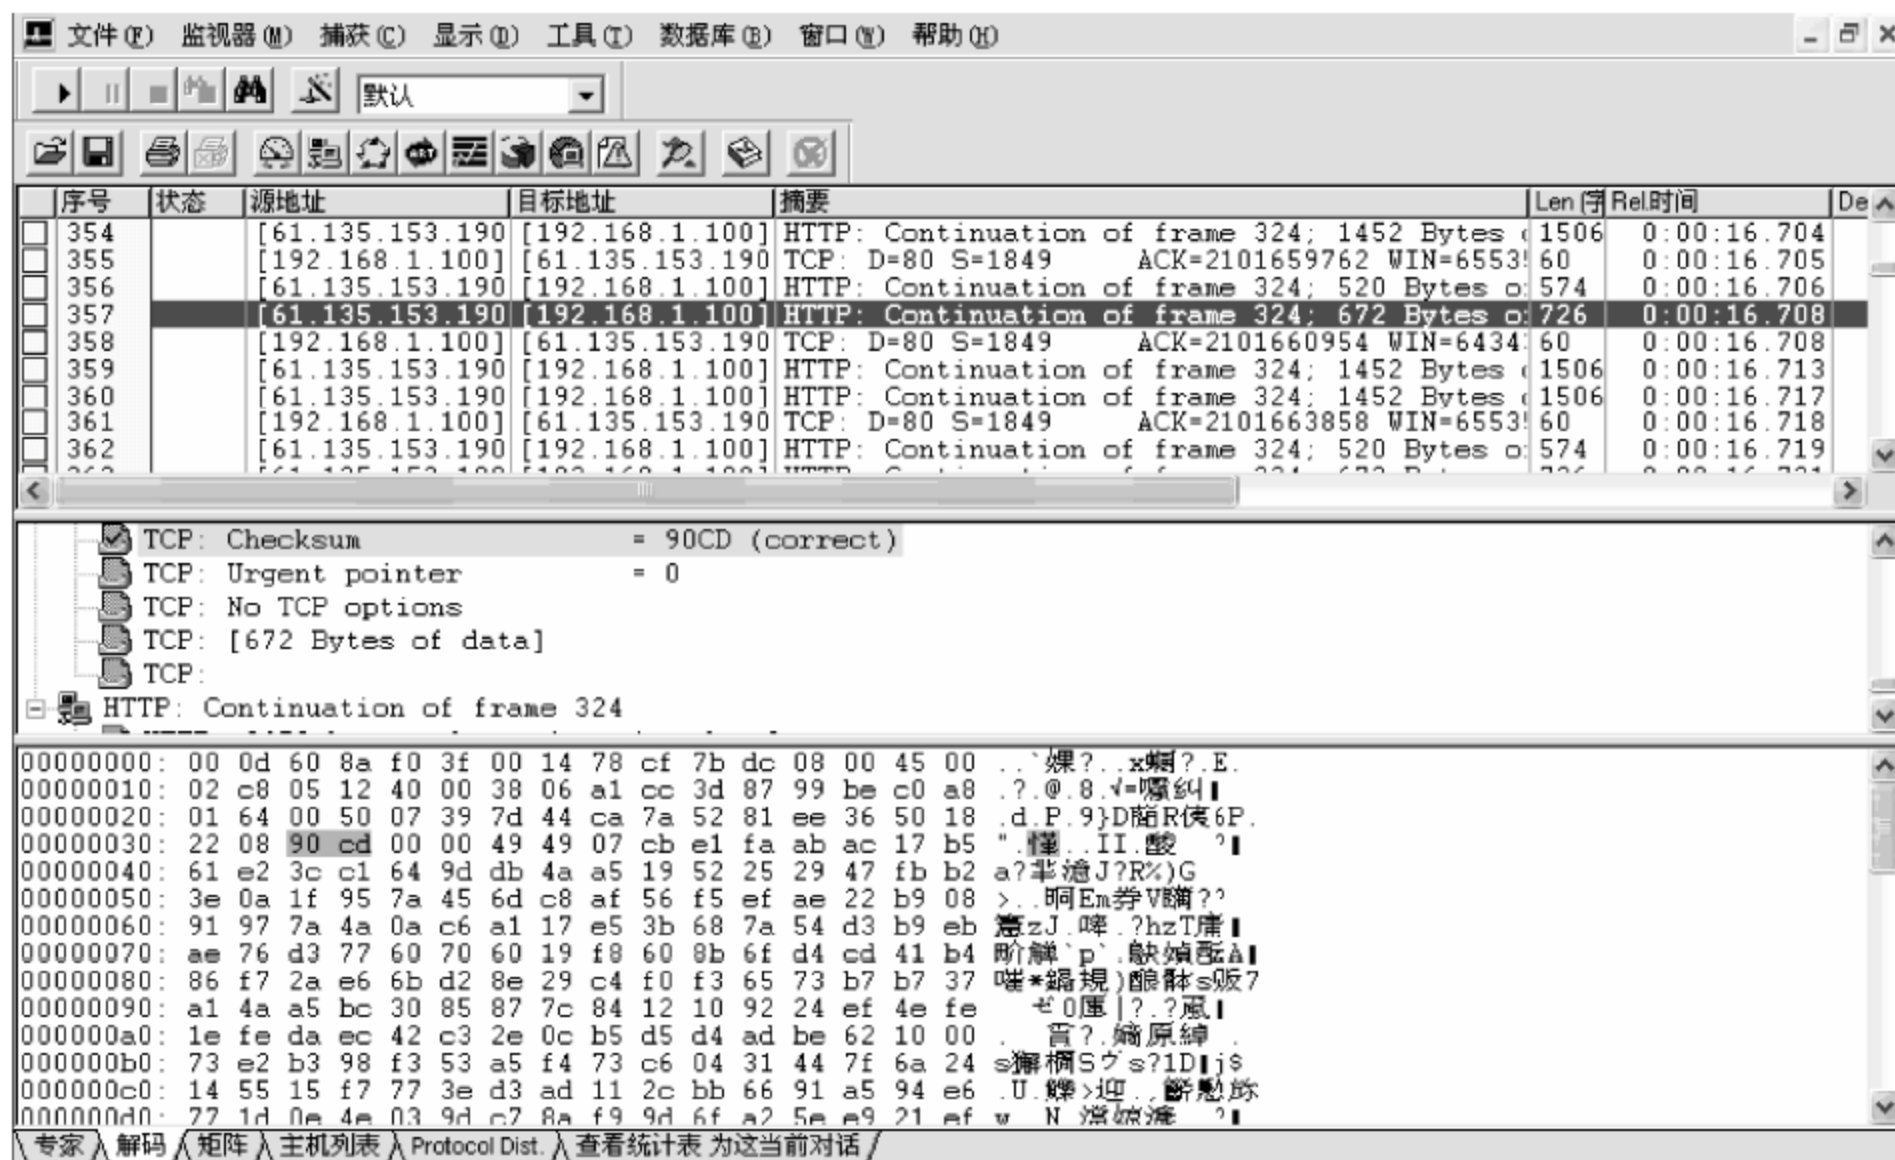 文件(F) 监视器(M) 捕获(C) 显示(D) 工具(T) 数据库(B) 窗口(W) 帮助(H)
默认
序号 状态 源地址 目标地址 摘要 Len (字 Rel.时间 De
354 [61.135.153.190 [192.168.1.100] HTTP: Continuation of frame 324; 1452 Bytes 1506 0:00:16.704
355 [192.168.1.100] [61.135.153.190 TCP: D=80 S=1849 ACK=2101659762 WIN=6553 60 0:00:16.705
356 [61.135.153.190 [192.168.1.100] HTTP: Continuation of frame 324; 520 Bytes o 574 0:00:16.706
357 [61.135.153.190 [192.168.1.100] HTTP: Continuation of frame 324; 672 Bytes o 726 0:00:16.708
358 [192.168.1.100] [61.135.153.190 TCP: D=80 S=1849 ACK=2101660954 WIN=6434 60 0:00:16.708
359 [61.135.153.190 [192.168.1.100] HTTP: Continuation of frame 324; 1452 Bytes 1506 0:00:16.713
360 [61.135.153.190 [192.168.1.100] HTTP: Continuation of frame 324; 1452 Bytes 1506 0:00:16.717
361 [192.168.1.100] [61.135.153.190 TCP: D=80 S=1849 ACK=2101663858 WIN=6553 60 0:00:16.718
362 [61.135.153.190 [192.168.1.100] HTTP: Continuation of frame 324; 520 Bytes o 574 0:00:16.719
TCP: Checksum = 90CD (correct)
TCP: Urgent pointer = 0
TCP: No TCP options
TCP: [672 Bytes of data]
TCP:
HTTP: Continuation of frame 324
00000000: 00 0d 60 8a f0 3f 00 14 78 cf 7b dc 08 00 45 00
00000010: 02 c8 05 12 40 00 38 06 a1 cc 3d 87 99 be c0 a8
00000020: 01 64 00 50 07 39 7d 44 ca 7a 52 81 ee 36 50 18
00000030: 22 08 90 cd 00 00 49 49 07 cb e1 fa ab ac 17 b5
00000040: 61 e2 3c c1 64 9d db 4a a5 19 52 25 29 47 fb b2
00000050: 3e 0a 1f 95 7a 45 6d c8 af 56 f5 ef ae 22 b9 08
00000060: 91 97 7a 4a 0a c6 a1 17 e5 3b 68 7a 54 d3 b9 eb
00000070: ae 76 d3 77 60 70 60 19 f8 60 8b 6f d4 cd 41 b4
00000080: 86 f7 2a e6 6b d2 8e 29 c4 f0 f3 65 73 b7 b7 37
00000090: a1 4a a5 bc 30 85 87 7c 84 12 10 92 24 ef 4e fe
000000a0: 1e fe da ec 42 c3 2e 0c b5 d5 d4 ad be 62 10 00
000000b0: 73 e2 b3 98 f3 53 a5 f4 73 c6 04 31 44 7f 6a 24
000000c0: 14 55 15 f7 77 3e d3 ad 11 2c bb 66 91 a5 94 e6
000000d0: 77 1d 0e 4e 03 9d c7 8a f9 9d 6f a2 5e e9 21 ef
专家 解码 矩阵 主机列表 Protocol Dist. 查看统计表 为这当前对话